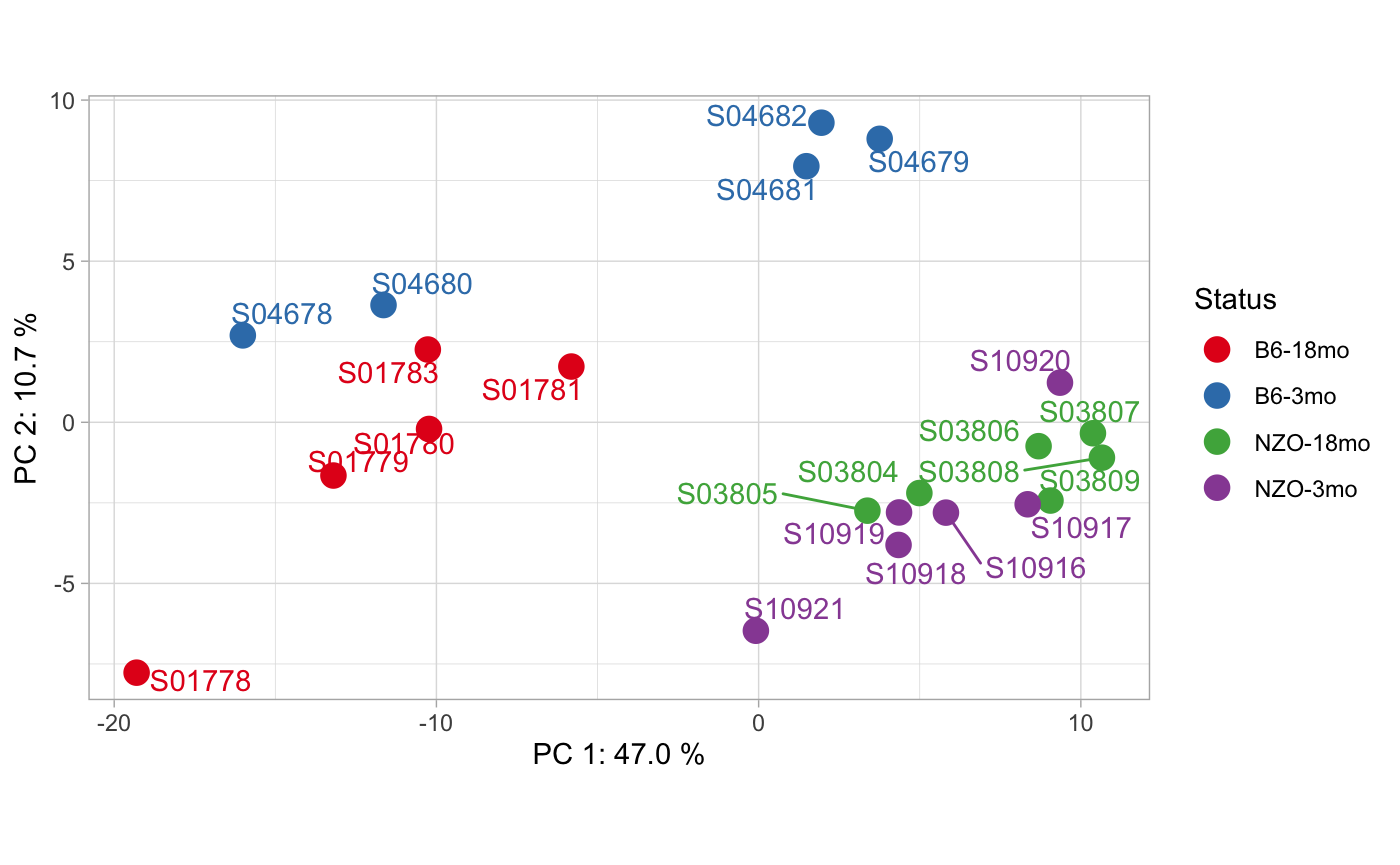 10
5
0
-5
-20
-10
0
10
PC 2: 10.7 %
PC 1: 47.0 %
S04682
S04679
S04681
S04680
S04678
S01783
S01781
S01780
S01779
S01778
S10920
S03807
S03806
S03808
S03804
S03809
S03805
S10917
S10919
S10918
S10916
S10921
Status
B6-18mo
B6-3mo
NZO-18mo
NZO-3mo